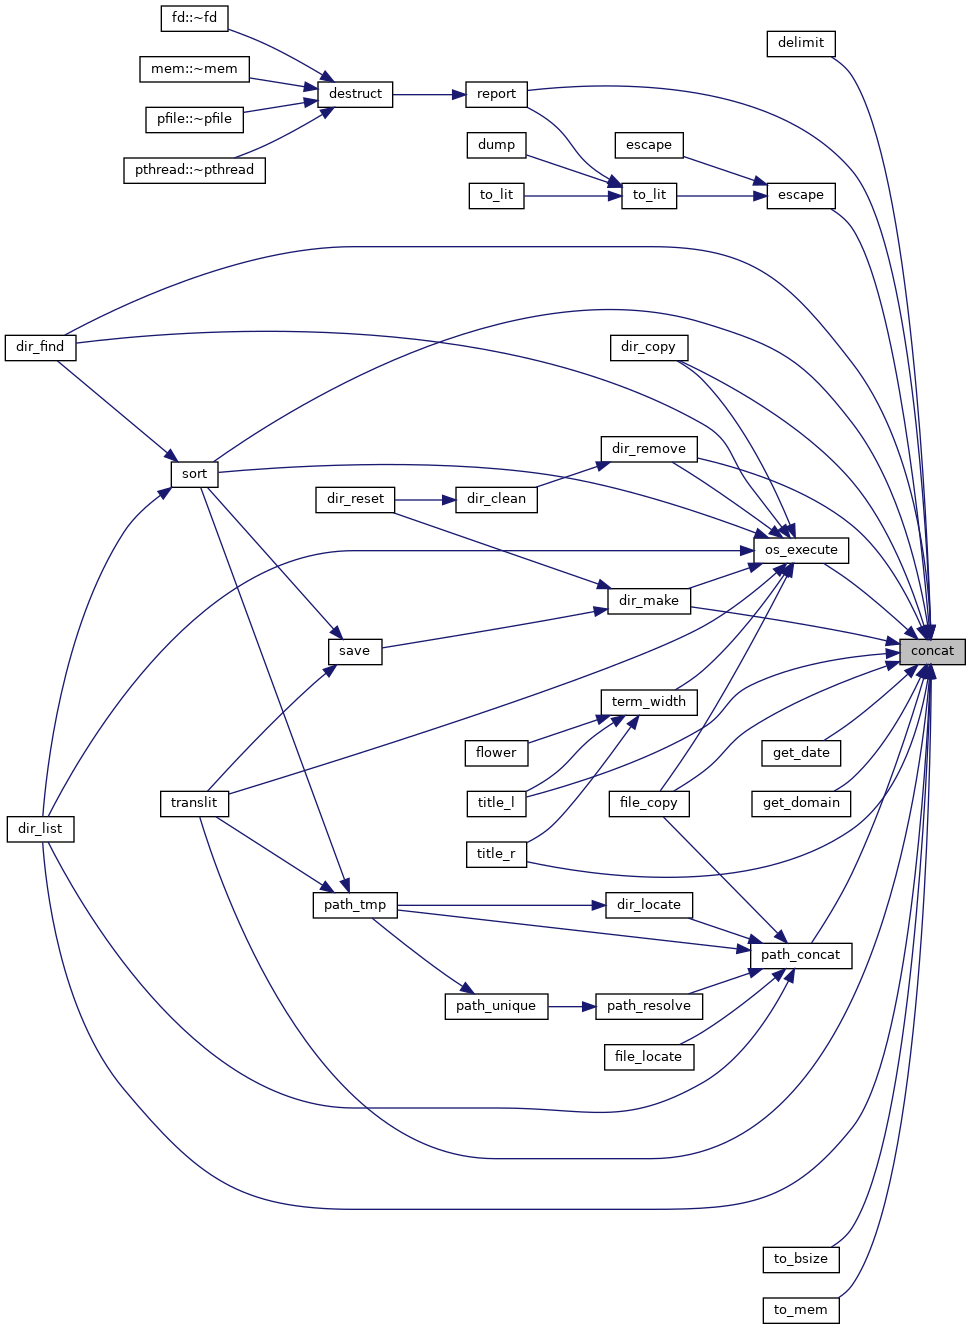 fd::~fd
delimit
mem::~mem
destruct
report
pfile::~pfile
dump
escape
pthread::~pthread
to_lit
to_lit
escape
dir_find
dir_copy
dir_remove
sort
dir_reset
dir_clean
os_execute
dir_make
save
concat
term_width
flower
get_date
translit
title_l
file_copy
get_domain
dir_list
title_r
path_tmp
dir_locate
path_concat
path_unique
path_resolve
file_locate
to_bsize
to_mem